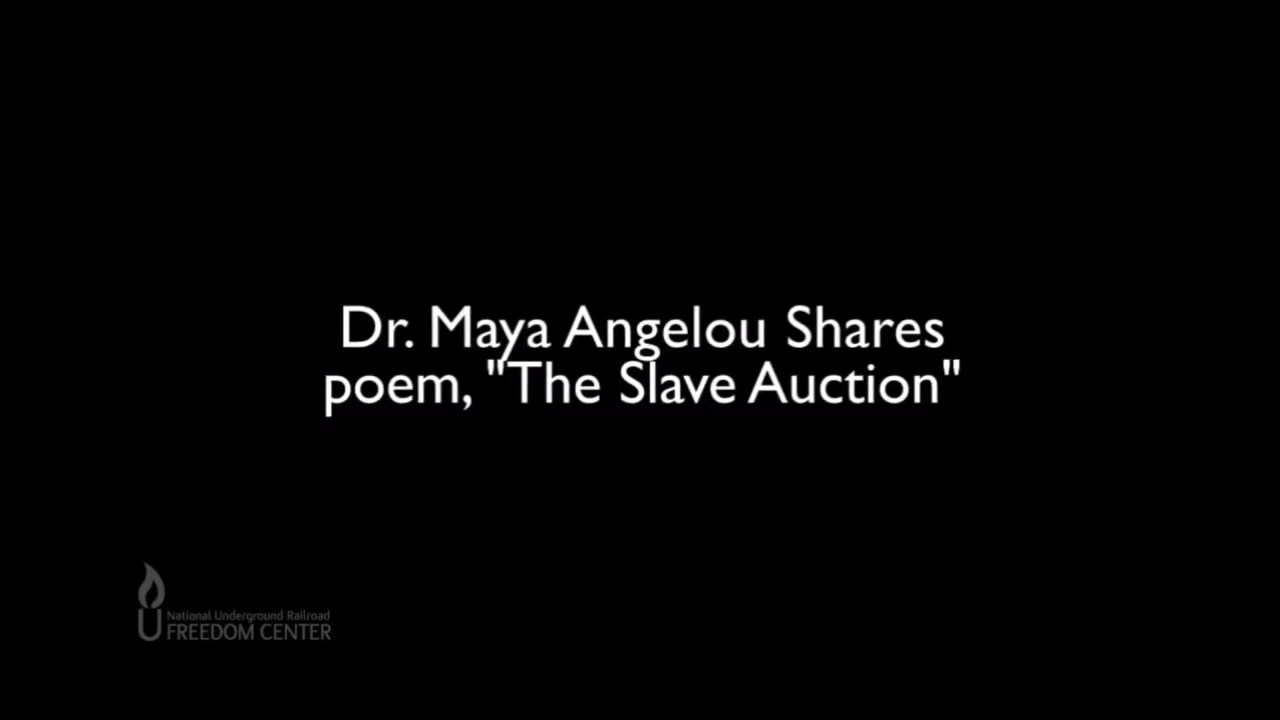 Dr. Maya Angelou Shares
poem, "The Slave Auction"
National Underground Railroad
FREEDOM CENTER